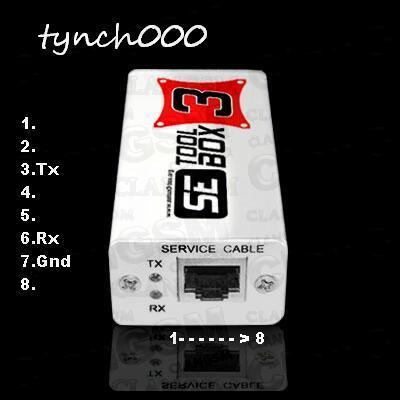 tynch000
1.
2.
3.Tx
4.
5.
6.Rx
7.Gnd
8.
3
SE TOOL
BOX
SERVICE CABLE
TX
RX
1------>8